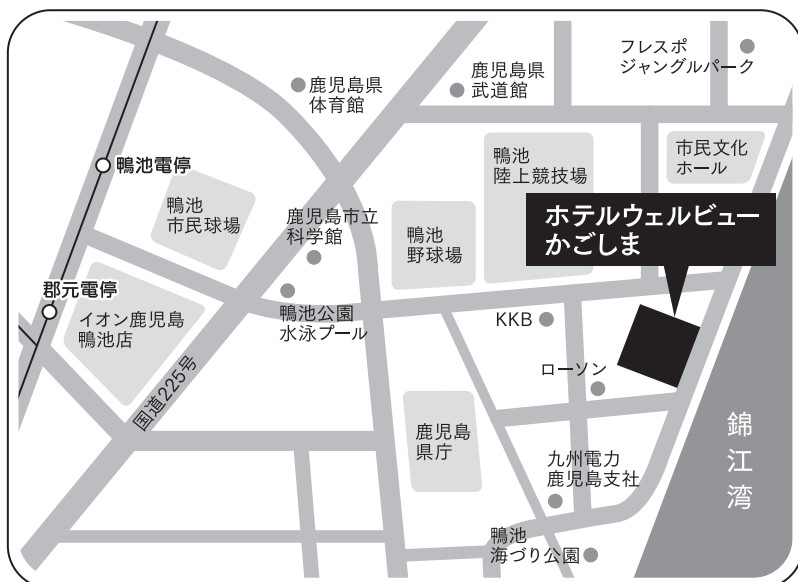 フレスポ
ジャングルパーク
鹿児島県
体育館
鹿児島県
武道館
鴨池電停
鴨池
市民球場
鴨池
陸上競技場
市民文化
ホール
鹿児島市立
科学館
鴨池
野球場
ホテルウェルビュー
かごしま
郡元電停
イオン鹿児島
鴨池店
鴨池公園
水泳プール
KKB
国道225号
ローソン
鹿児島
県庁
九州電力
鹿児島支社
錦江湾
鴨池
海づり公園